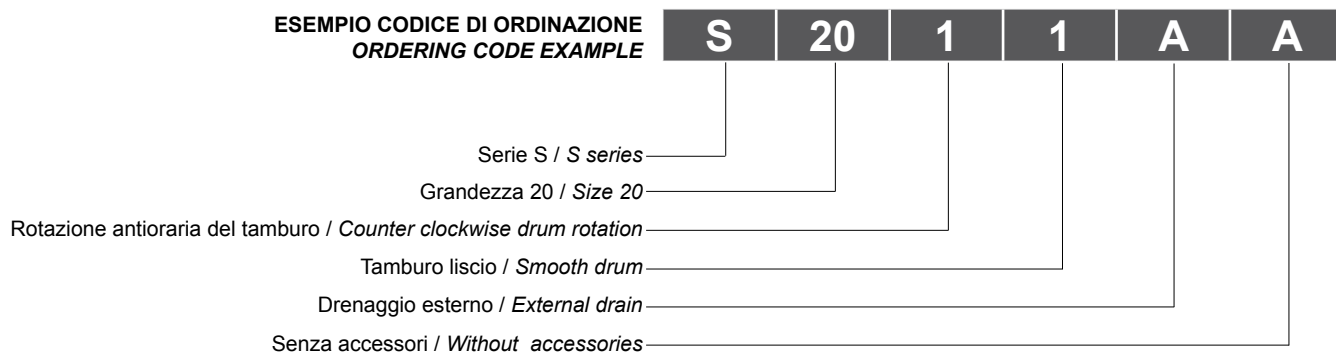 ESEMPIO CODICE DI ORDINAZIONE
ORDERING CODE EXAMPLE
S 20 1 1 A A
Serie S / S series
Grandezza 20 / Size 20
Rotazione antioraria del tamburo / Counter clockwise drum rotation
Tamburo liscio / Smooth drum
Drenaggio esterno / External drain
Senza accessori / Without accessories